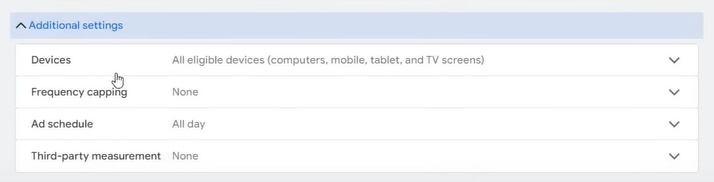 Additional settings
Devices All eligible devices (computers, mobile, tablet, and TV screens)
Frequency capping None
Ad schedule All day
Third-party measurement None